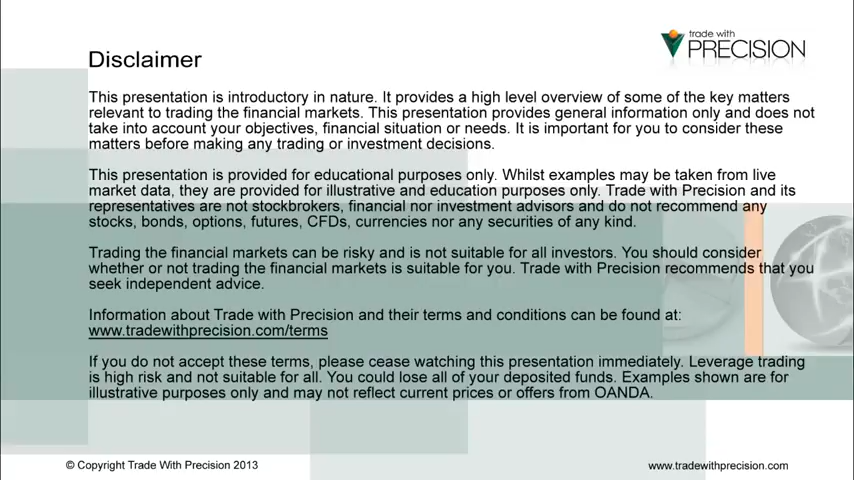 trade with
PRECISION
Disclaimer
This presentation is introductory in nature. It provides a high level overview of some of the key matters
relevant to trading the financial markets. This presentation provides general information only and does not
take into account your objectives, financial situation or needs. It is important for you to consider these
matters before making any trading or investment decisions.
This presentation is provided for educational purposes only. Whilst examples may be taken from live
market data, they are provided for illustrative and education purposes only. Trade with Precision and its
representatives are not stockbrokers, financial nor investment advisors and do not recommend any
stocks, bonds, options, futures, CFDs, currencies nor any securities of any kind.
Trading the financial markets can be risky and is not suitable for all investors. You should consider
whether or not trading the financial markets is suitable for you. Trade with Precision recommends that you
seek independent advice.
Information about Trade with Precision and their terms and conditions can be found at:
www.tradewithprecision.com/terms
If you do not accept these terms, please cease watching this presentation immediately. Leverage trading
is high risk and not suitable for all. You could lose all of your deposited funds. Examples shown are for
illustrative purposes only and may not reflect current prices or offers from OANDA.
© Copyright Trade With Precision 2013
www.tradewithprecision.com